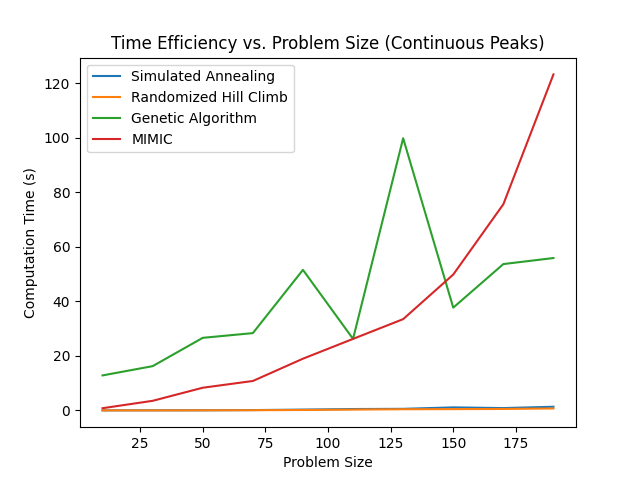 Time Efficiency vs. Problem Size (Continuous Peaks)
Simulated Annealing
Randomized Hill Climb
Genetic Algorithm
MIMIC
Computation Time (s)
120
100
80
60
40
20
0
25 50 75 100 125 150 175
Problem Size